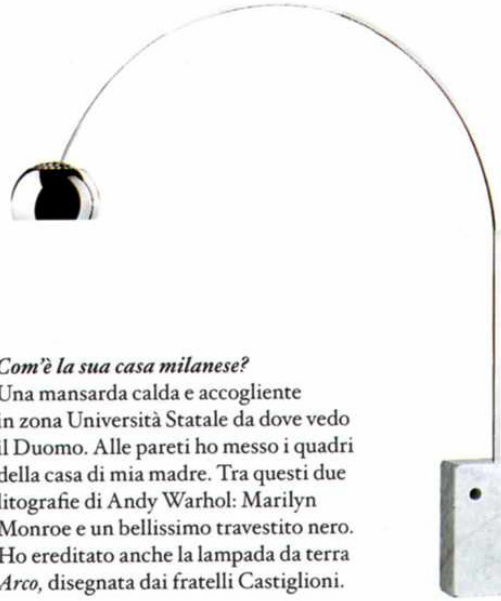 Com'è la sua casa milanese?
Una mansarda calda e accogliente
in zona Università Statale da dove vedo
il Duomo. Alle pareti ho messo i quadri
della casa di mia madre. Tra questi due
litografie di Andy Warhol: Marilyn
Monroe e un bellissimo travestito nero.
Ho ereditato anche la lampada da terra
Arco, disegnata dai fratelli Castiglioni.